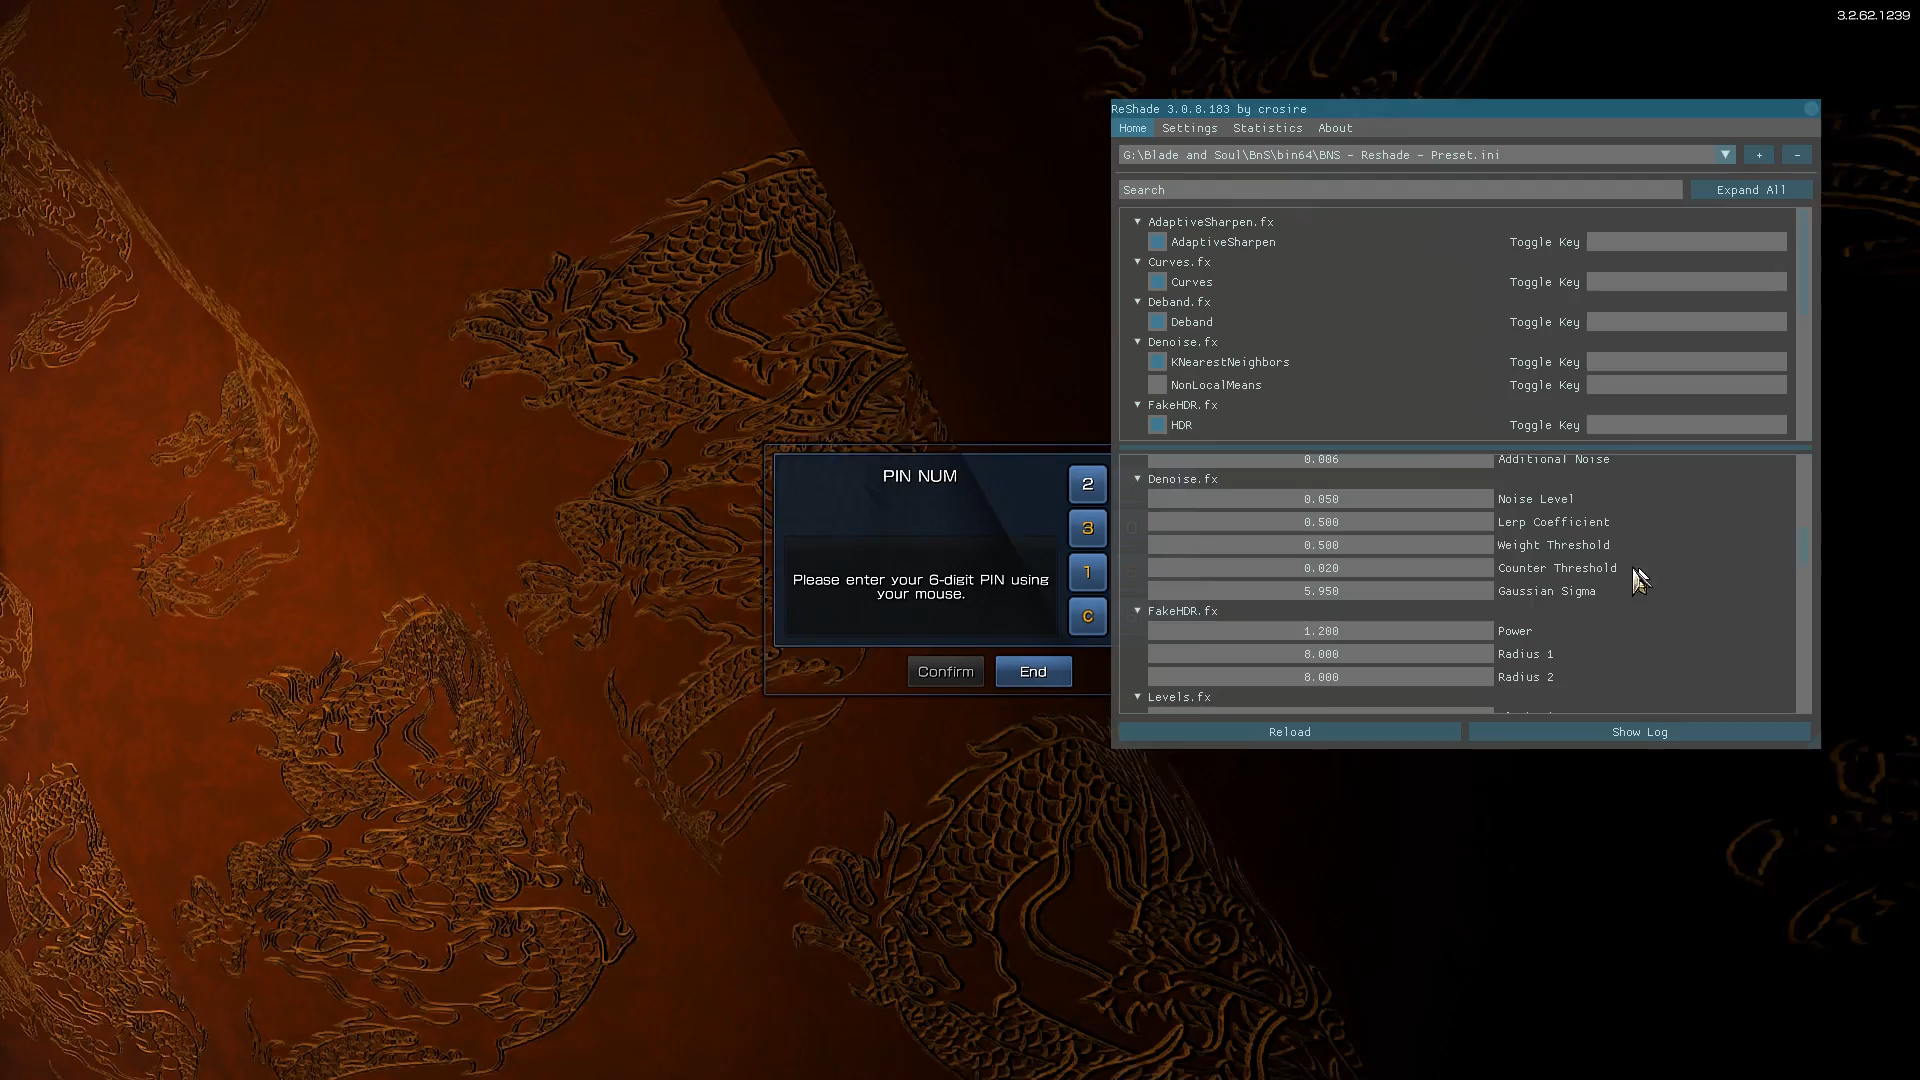 3.2.62.1239
ReShade 3.0.8.183 by crosire
Home Settings Statistics About
G:\Blade and Soul\BnS\bin64\BNS - Reshade - Preset.ini
+ -
Search
Expand All
AdaptiveSharpen.fx
AdaptiveSharpen Toggle Key
Curves.fx
Curves Toggle Key
Deband.fx
Deband Toggle Key
Denoise.fx
KNearestNeighbors Toggle Key
NonLocalMeans Toggle Key
FakeHDR.fx
HDR Toggle Key
0.006 Additional Noise
Denoise.fx
0.050 Noise Level
0.500 Lerp Coefficient
0.500 Weight Threshold
0.020 Counter Threshold
5.950 Gaussian Sigma
FakeHDR.fx
1.200 Power
8.000 Radius 1
8.000 Radius 2
Levels.fx
Reload Show Log
PIN NUM
Please enter your 6-digit PIN using
your mouse.
2
3
1
C
Confirm End